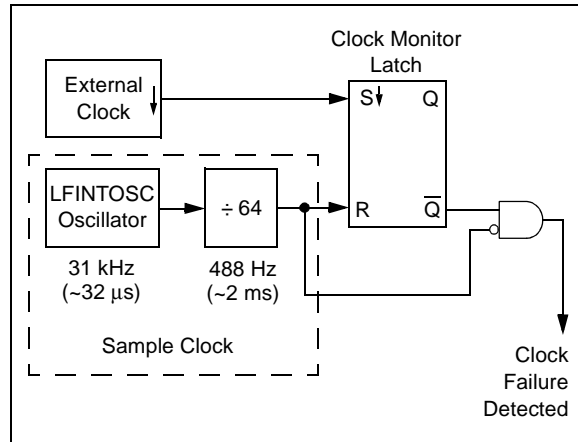 Clock Monitor
Latch
External
Clock
S
Q
LFINTOSC
Oscillator
÷ 64
R
Q̅
31 kHz
(~32 μs)
488 Hz
(~2 ms)
Sample Clock
Clock
Failure
Detected